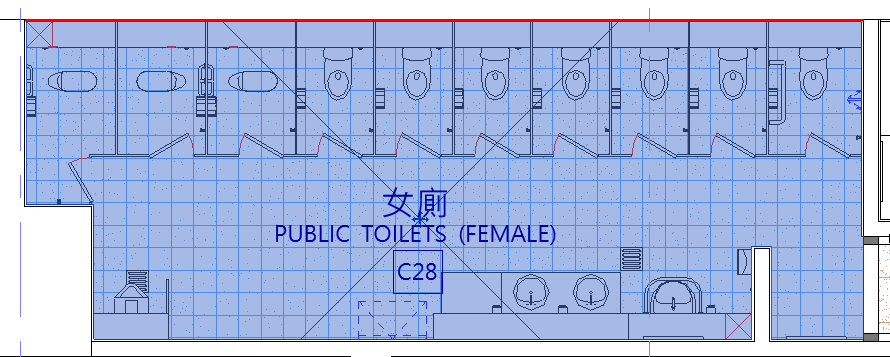 女廁
PUBLIC TOILETS (FEMALE)
C28